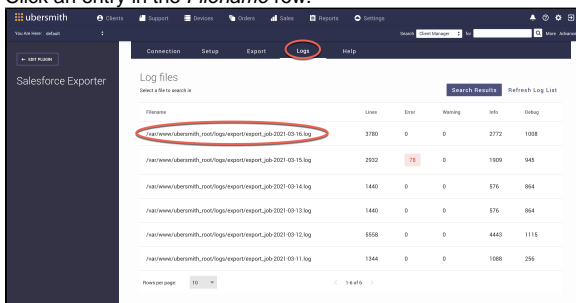 Click an entry in the Filename row.
ubersmith Clients Support Devices Orders Sales Reports Settings
You Are Here: default Search Client Manager for More Advanc
← EDIT PLUGIN
Connection Setup Export Logs Help
Salesforce Exporter
Log files
Select a file to search in
Search Results Refresh Log List
Filename Lines Error Warning Info Debug
/var/www/ubersmith_root/logs/export/export_job-2021-03-16.log 3780 0 0 2772 1008
/var/www/ubersmith_root/logs/export/export_job-2021-03-15.log 2932 78 0 1909 945
/var/www/ubersmith_root/logs/export/export_job-2021-03-14.log 1440 0 0 576 864
/var/www/ubersmith_root/logs/export/export_job-2021-03-13.log 1440 0 0 576 864
/var/www/ubersmith_root/logs/export/export_job-2021-03-12.log 5558 0 0 4443 1115
/var/www/ubersmith_root/logs/export/export_job-2021-03-11.log 1344 0 0 1088 256
Rows per page: 10 1-6 of 6